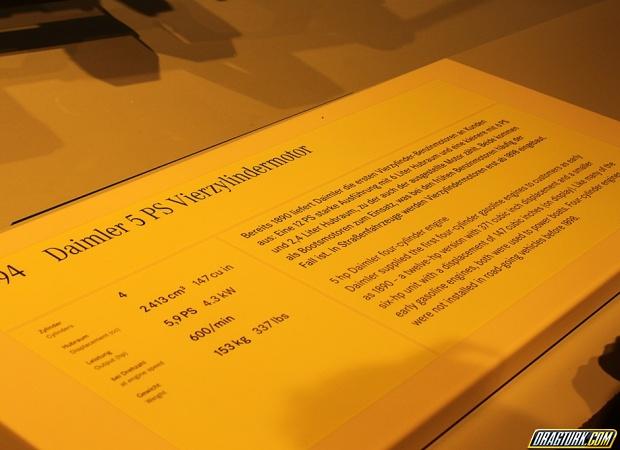 94 Daimler 5 PS Vierzylindermotor
Bereits 1890 liefert Daimler die ersten Vierzylinder-Benzinmotoren an Kunden
aus: Eine 12 PS starke Ausführung mit 6 Liter Hubraum und eine kleinere mit 6 PS
und 2,4 Liter Hubraum, zu der auch der ausgestellte Motor zählt. Beide kommen
als Bootsmotoren zum Einsatz, was bei den frühen Benzinmotoren häufig der
Fall ist. In Straßenfahrzeuge werden Vierzylindermotoren erst ab 1898 eingebaut.
5 hp Daimler four-cylinder engine
Daimler supplied the first four-cylinder gasoline engines to customers as early
as 1890 – a twelve-hp version with 371 cubic inches displacement and a smaller
six-hp unit with a displacement of 147 cubic inches (on display). Like many of the
early gasoline engines, both were used to power boats. Four-cylinder engines
were not installed in road-going vehicles before 1898.
Zylinder
Cylinders
4
Hubraum
Displacement (cc)
2413 cm³ 147 cu in
Leistung
Output (hp)
5,9 PS 4.3 kW
bei Drehzahl
at engine speed
600/min
Gewicht
Weight
153 kg 337 lbs
DRAGTURK.COM